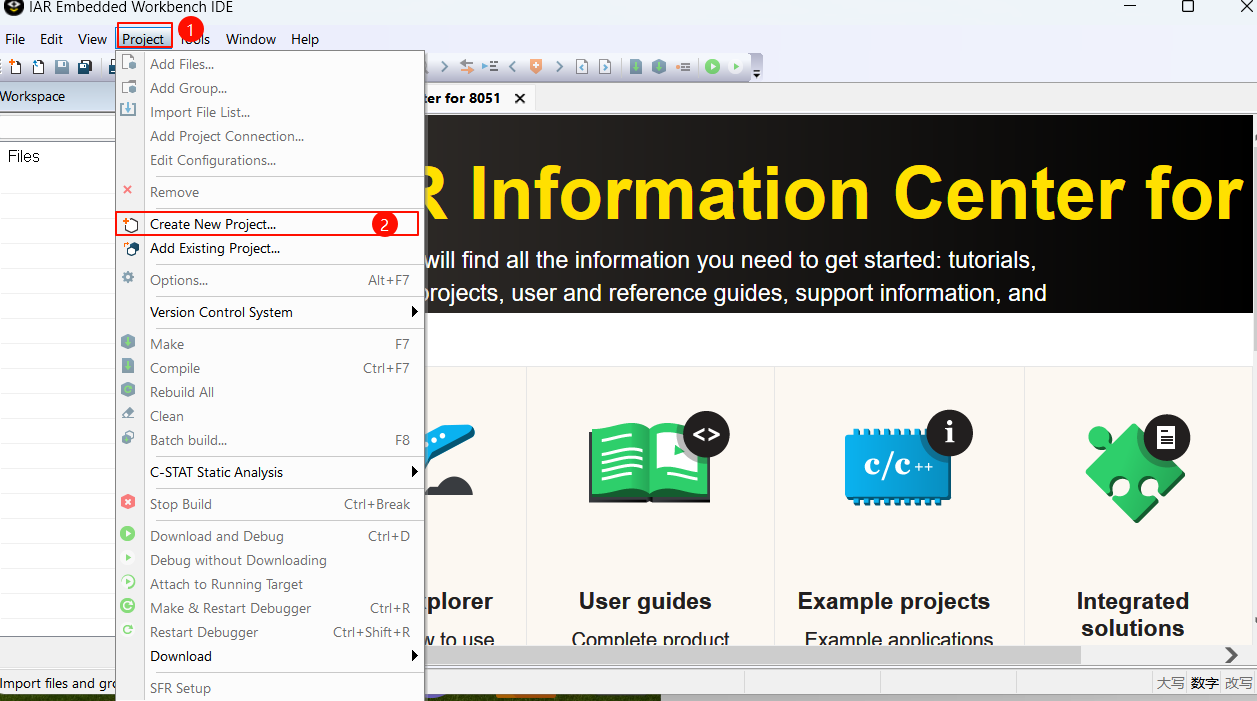 IAR Embedded Workbench IDE
File Edit View Project Tools Window Help
1
Workspace
ter for 8051
Files
Add Files...
Add Group...
Import File List...
Add Project Connection...
Edit Configurations...
Remove
Create New Project...
2
Add Existing Project...
Options... Alt+F7
Version Control System
Make F7
Compile Ctrl+F7
Rebuild All
Clean
Batch build... F8
C-STAT Static Analysis
Stop Build Ctrl+Break
Download and Debug Ctrl+D
Debug without Downloading
Attach to Running Target
Make & Restart Debugger Ctrl+R
Restart Debugger Ctrl+Shift+R
Download
SFR Setup
R Information Center for
will find all the information you need to get started: tutorials,
projects, user and reference guides, support information, and
<>
i
c/c++
plorer
w to use
User guides
Complete product
Example projects
Example applications
Integrated
solutions
Import files and gro
大写 数字 改写